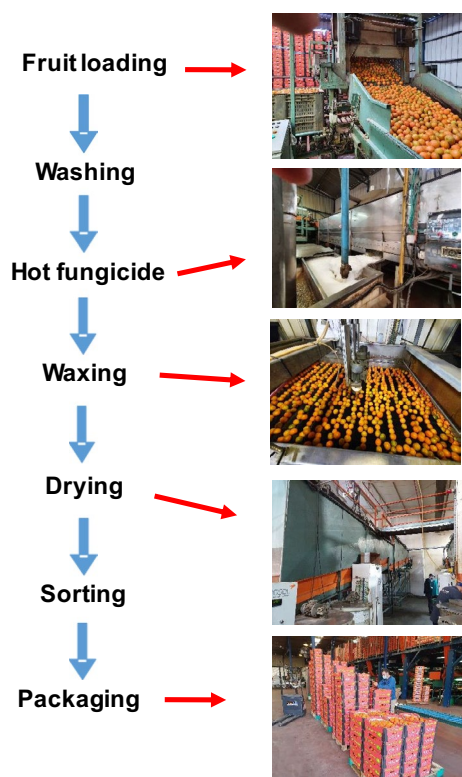 Fruit loading
Washing
Hot fungicide
Waxing
Drying
Sorting
Packaging